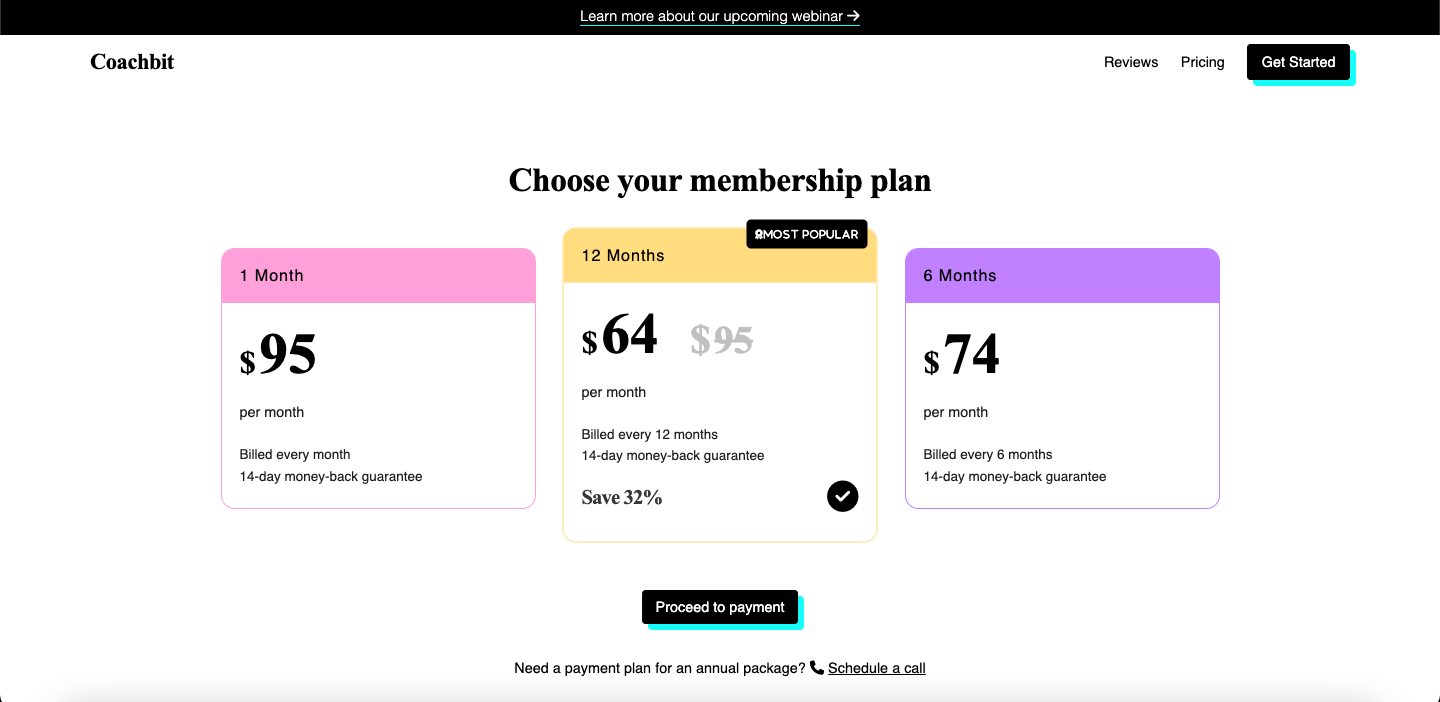 Learn more about our upcoming webinar →
Coachbit
Reviews
Pricing
Get Started
Choose your membership plan
1 Month
$95
per month
Billed every month
14-day money-back guarantee
MOST POPULAR
12 Months
$64 $95
per month
Billed every 12 months
14-day money-back guarantee
Save 32%
6 Months
$74
per month
Billed every 6 months
14-day money-back guarantee
Proceed to payment
Need a payment plan for an annual package? Schedule a call